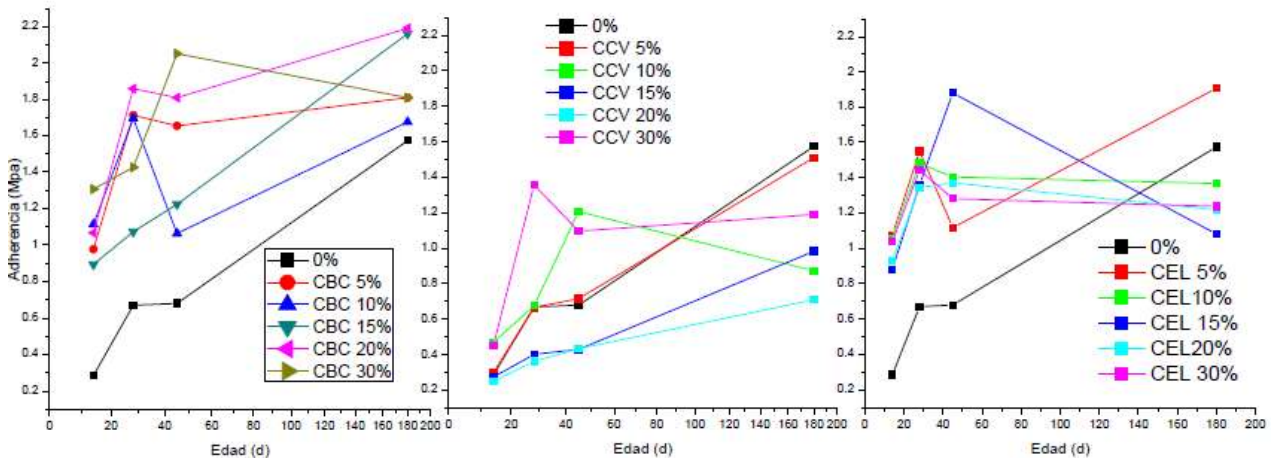 Adherencia (Mpa)
2.2
2
1.8
1.6
1.4
1.2
1
0.8
0.6
0.4
0.2
0 20 40 60 80 100 120 140 160 180 200
Edad (d)
0%
CBC 5%
CBC 10%
CBC 15%
CBC 20%
CBC 30%
2.2
2.0
1.8
1.6
1.4
1.2
1.0
0.8
0.6
0.4
0.2
0 20 40 60 80 100 120 140 160 180 200
Edad (d)
0%
CCV 5%
CCV 10%
CCV 15%
CCV 20%
CCV 30%
2.2
2
1.8
1.6
1.4
1.2
1
0.8
0.6
0.4
0.2
0 20 40 60 80 100 120 140 160 180 200
Edad (d)
0%
CEL 5%
CEL10%
CEL 15%
CEL20%
CEL 30%